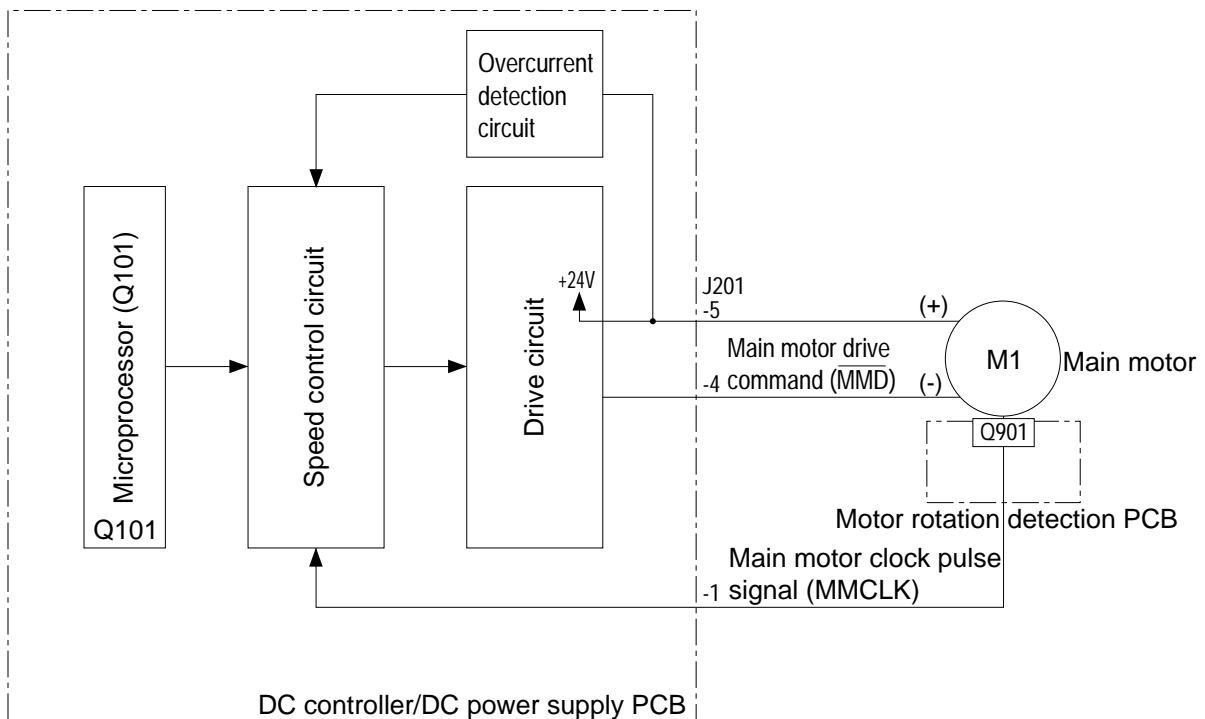 Overcurrent
detection
circuit
Microprocessor (Q101)
Q101
Speed control circuit
Drive circuit
+24V
J201
-5
(+)
Main motor drive
command (MMD)
-4
(-)
M1
Main motor
Q901
Motor rotation detection PCB
Main motor clock pulse
signal (MMCLK)
-1
DC controller/DC power supply PCB